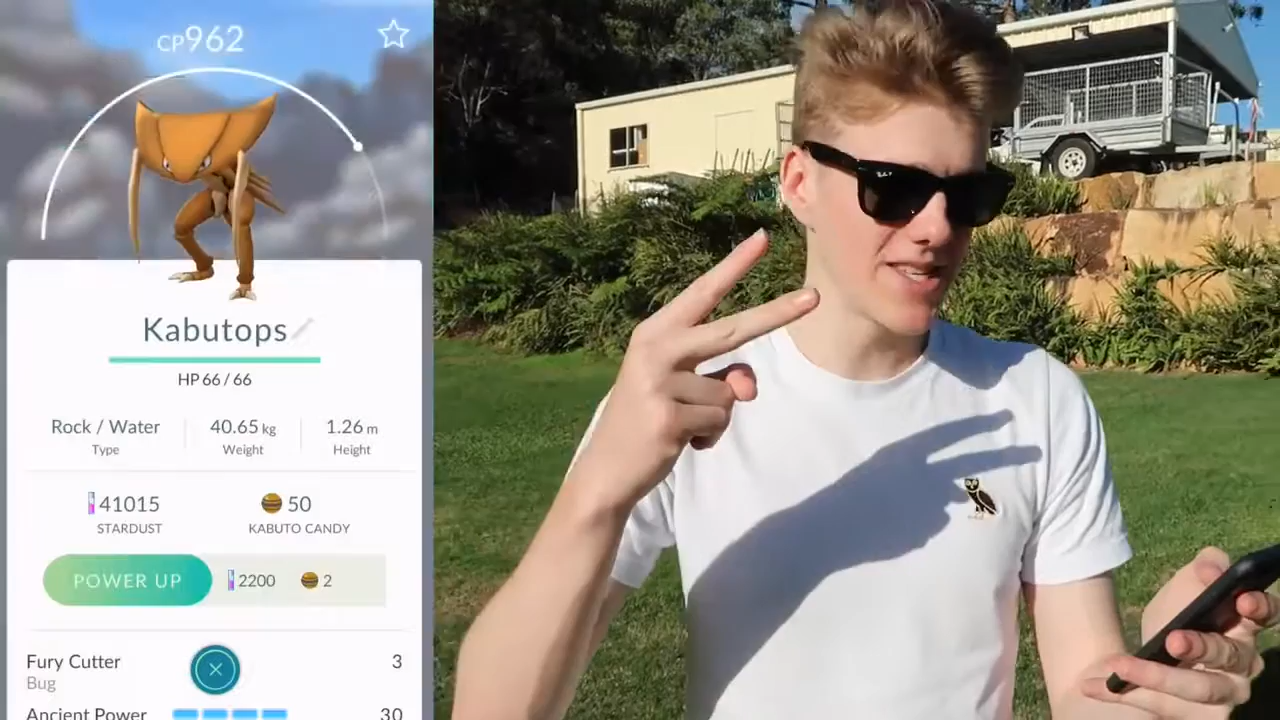 CP962
Kabutops
HP 66 / 66
Rock / Water
Type
40.65 kg
Weight
1.26 m
Height
41015
STARDUST
50
KABUTO CANDY
POWER UP
2200
2
Fury Cutter
3
Bug
Ancient Power
30